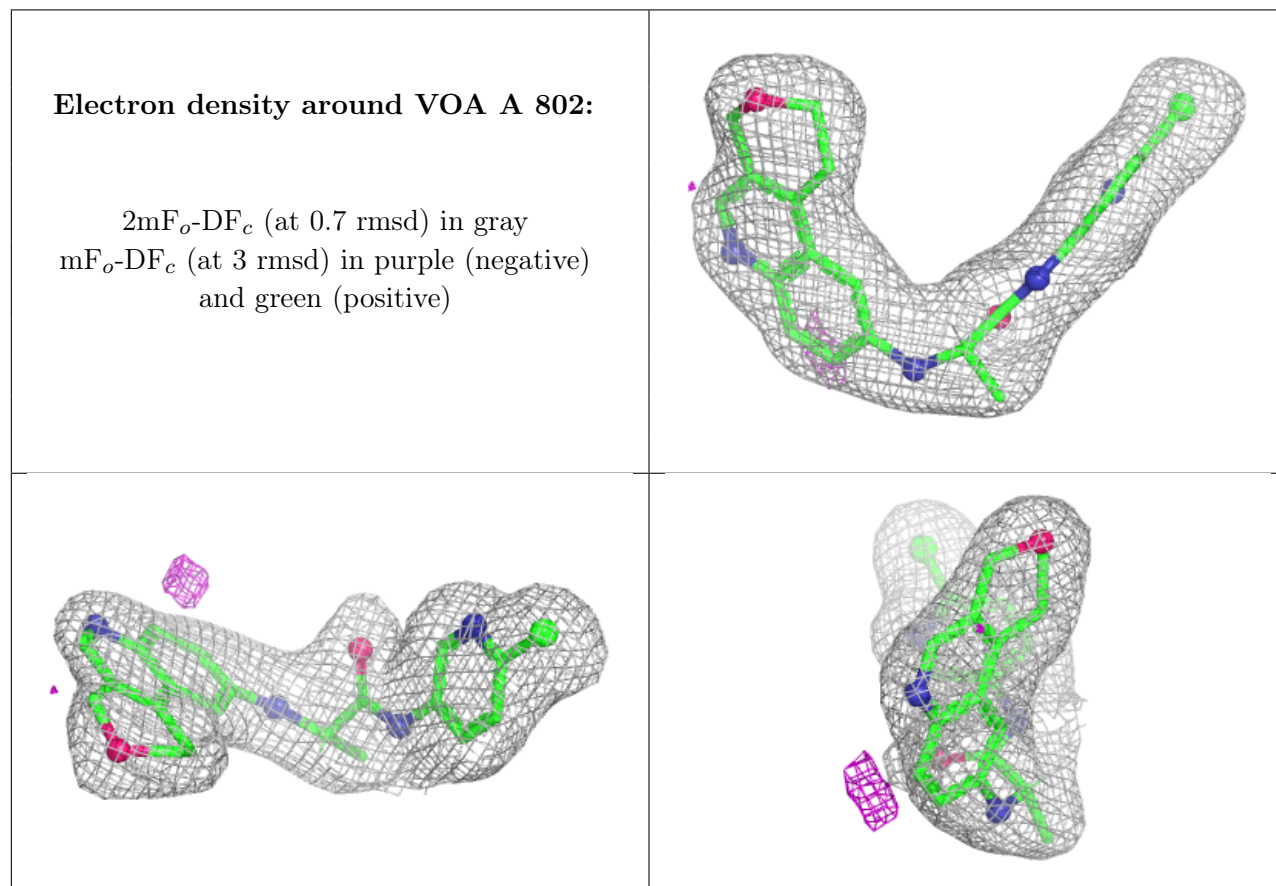 Electron density around VOA A 802:
2mFo-DFc (at 0.7 rmsd) in gray
mFo-DFc (at 3 rmsd) in purple (negative)
and green (positive)